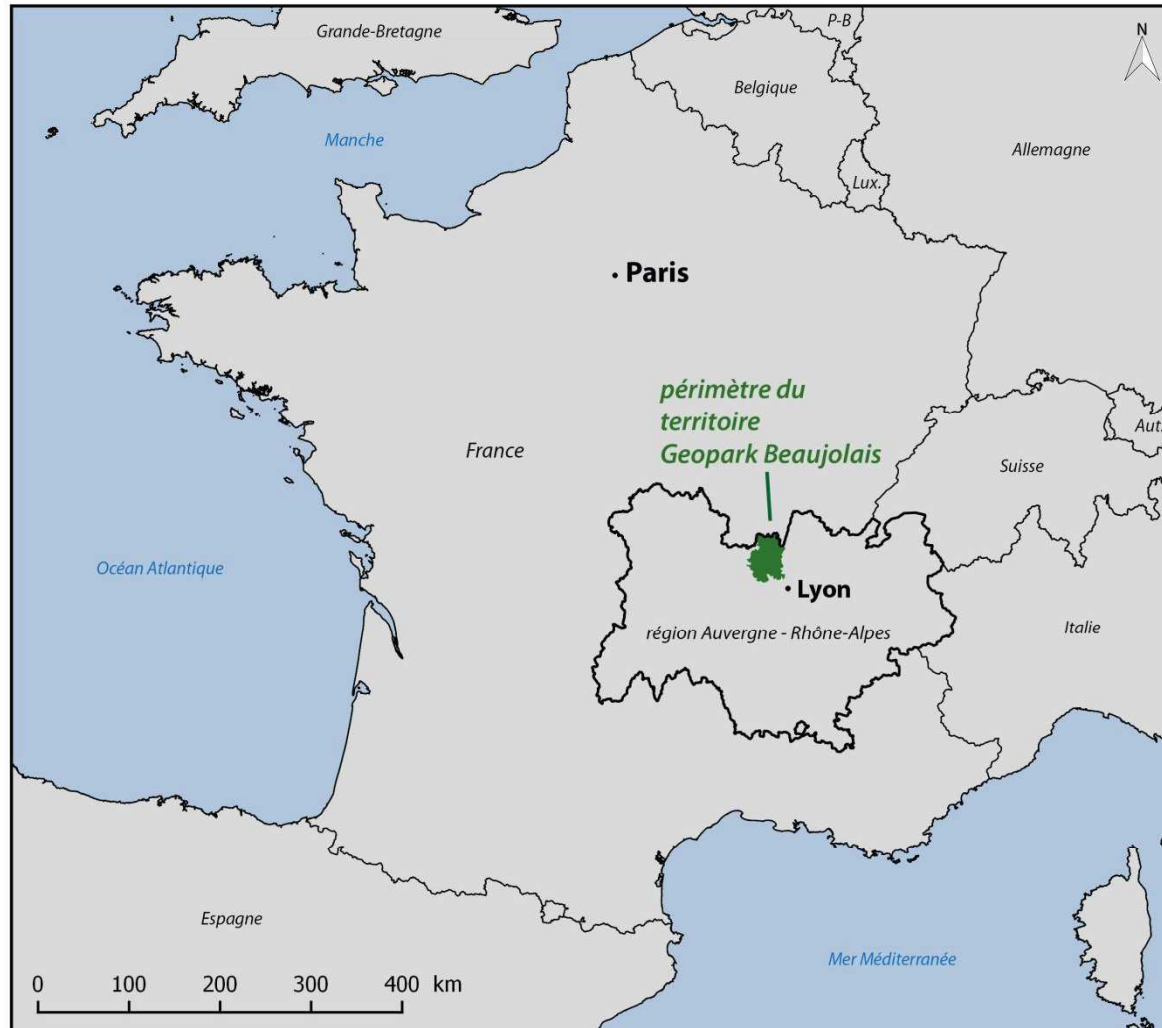 Grande-Bretagne
P-B
N
Belgique
Manche
Allemagne
Lux.
Paris
périmètre du
territoire
Geopark Beaujolais
Aut.
France
Suisse
Océan Atlantique
Lyon
région Auvergne - Rhône-Alpes
Italie
Espagne
Mer Méditerranée
0 100 200 300 400 km